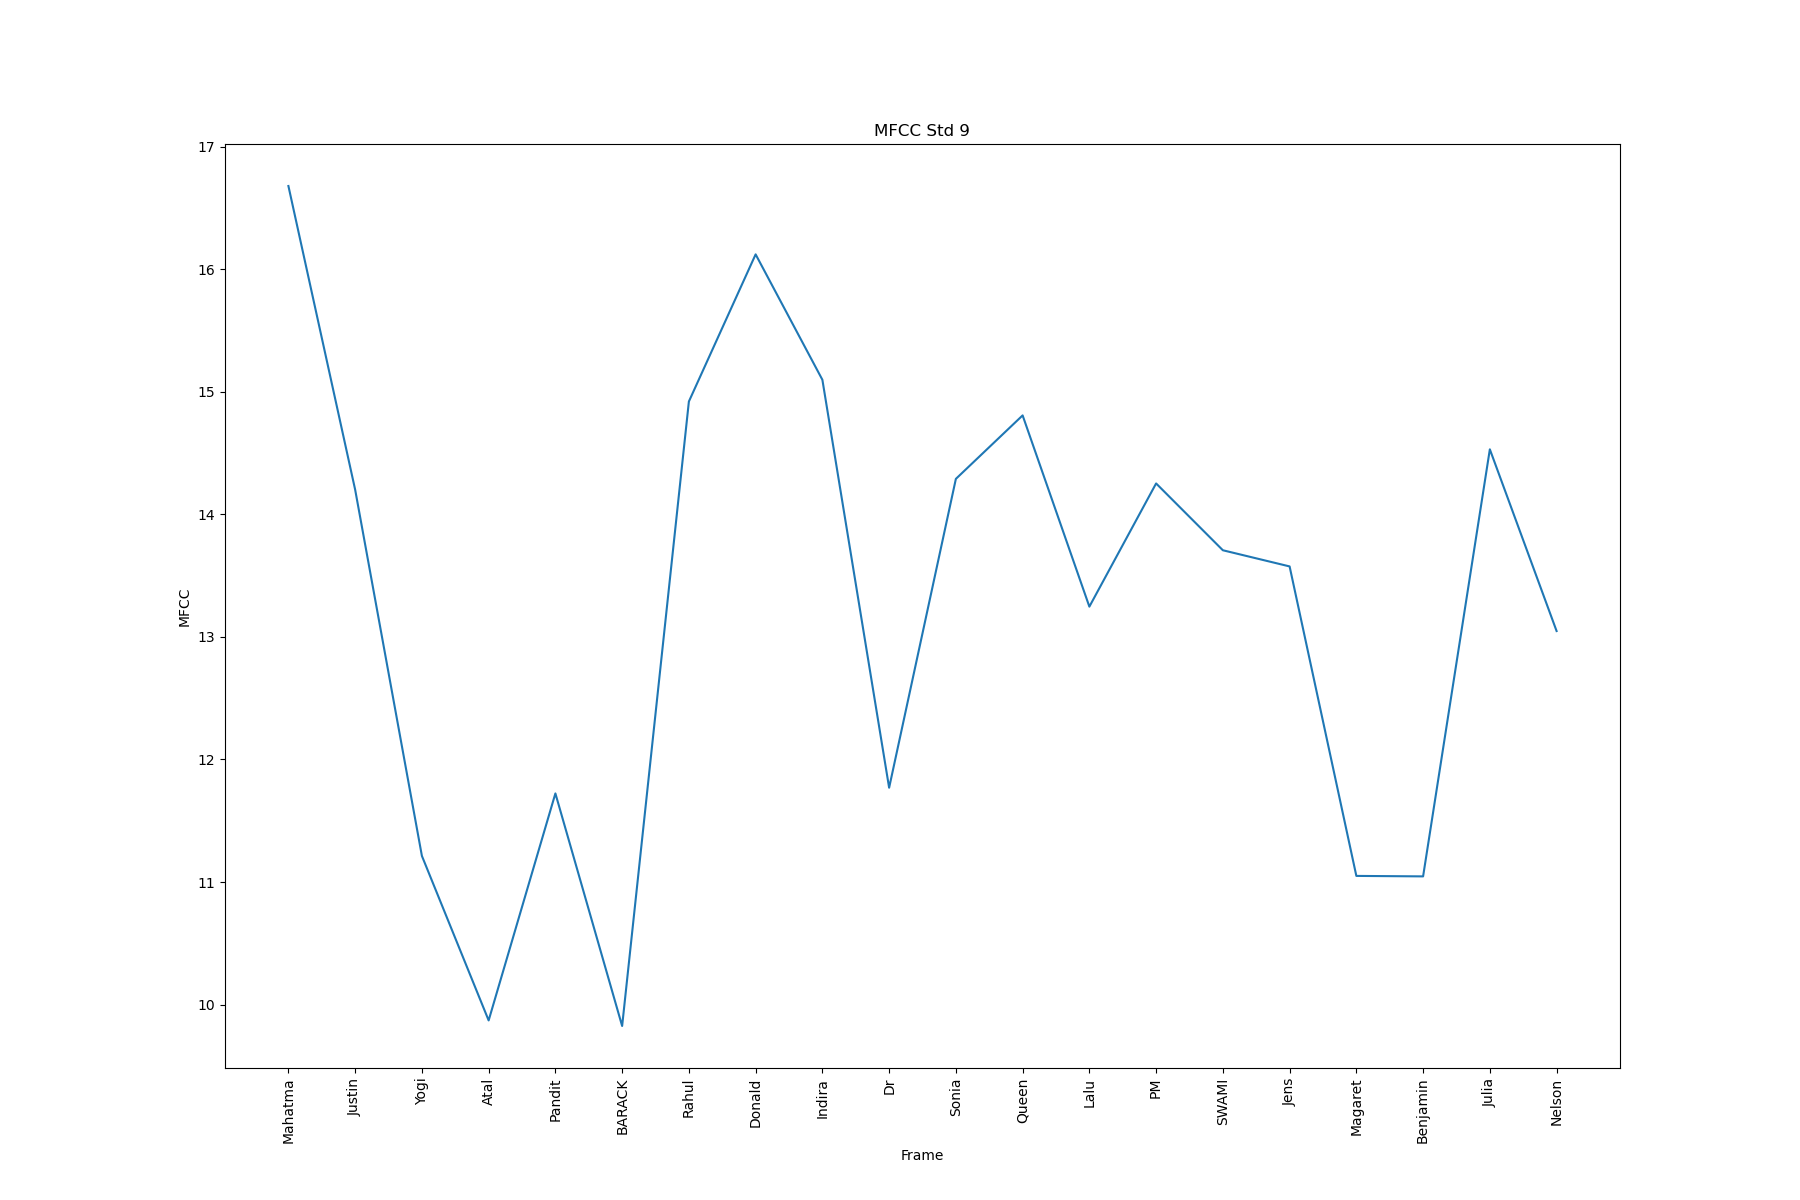 MFCC Std 9
17
16
15
14
13
12
11
10
MFCC
Mahatma
Justin
Yogi
Atal
Pandit
BARACK
Rahul
Donald
Indira
Dr
Sonia
Queen
Lalu
PM
SWAMI
Jens
Magaret
Benjamin
Julia
Nelson
Frame